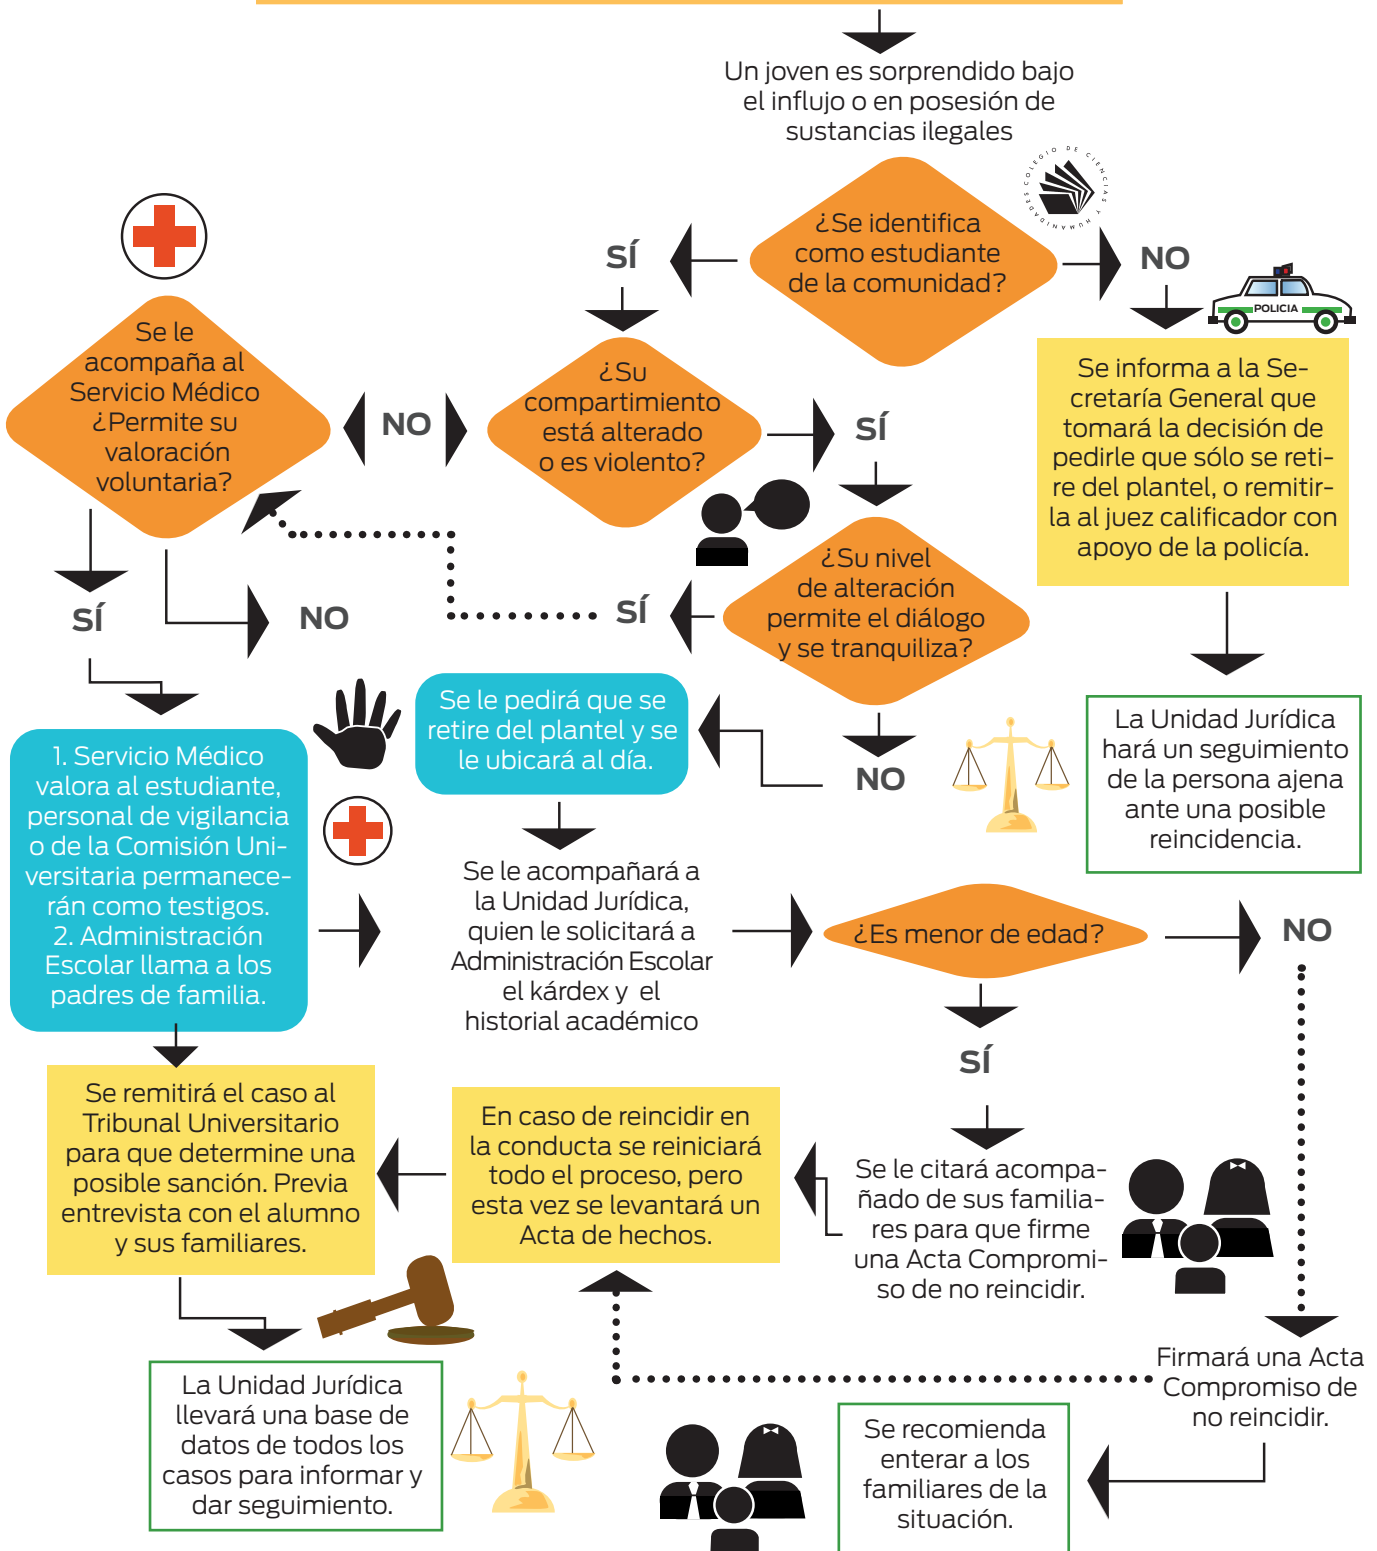 Un joven es sorprendido bajo
el influjo o en posesión de
sustancias ilegales
COLEGIO DE CIENCIAS Y HUMANIDADES
¿Se identifica
como estudiante
de la comunidad?
SÍ
NO
POLICIA
Se le
acompaña al
Servicio Médico
¿Permite su
valoración
voluntaria?
NO
¿Su
compartimiento
está alterado
o es violento?
SÍ
Se informa a la Se-
cretaría General que
tomará la decisión de
pedirle que sólo se reti-
re del plantel, o remitir-
la al juez calificador con
apoyo de la policía.
¿Su nivel
de alteración
permite el diálogo
y se tranquiliza?
SÍ
NO
SÍ
NO
Se le pedirá que se
retire del plantel y se
le ubicará al día.
La Unidad Jurídica
hará un seguimiento
de la persona ajena
ante una posible
reincidencia.
1. Servicio Médico
valora al estudiante,
personal de vigilancia
o de la Comisión Uni-
versitaria permanece-
rán como testigos.
2. Administración
Escolar llama a los
padres de familia.
Se le acompañará a
la Unidad Jurídica,
quien le solicitará a
Administración Escolar
el kárdex y el
historial académico
¿Es menor de edad?
NO
SÍ
Se remitirá el caso al
Tribunal Universitario
para que determine una
posible sanción. Previa
entrevista con el alumno
y sus familiares.
En caso de reincidir en
la conducta se reiniciará
todo el proceso, pero
esta vez se levantará un
Acta de hechos.
Se le citará acompa-
ñado de sus familia-
res para que firme
una Acta Compromi-
so de no reincidir.
Firmará una Acta
Compromiso de
no reincidir.
La Unidad Jurídica
llevará una base de
datos de todos los
casos para informar y
dar seguimiento.
Se recomienda
enterar a los
familiares de la
situación.